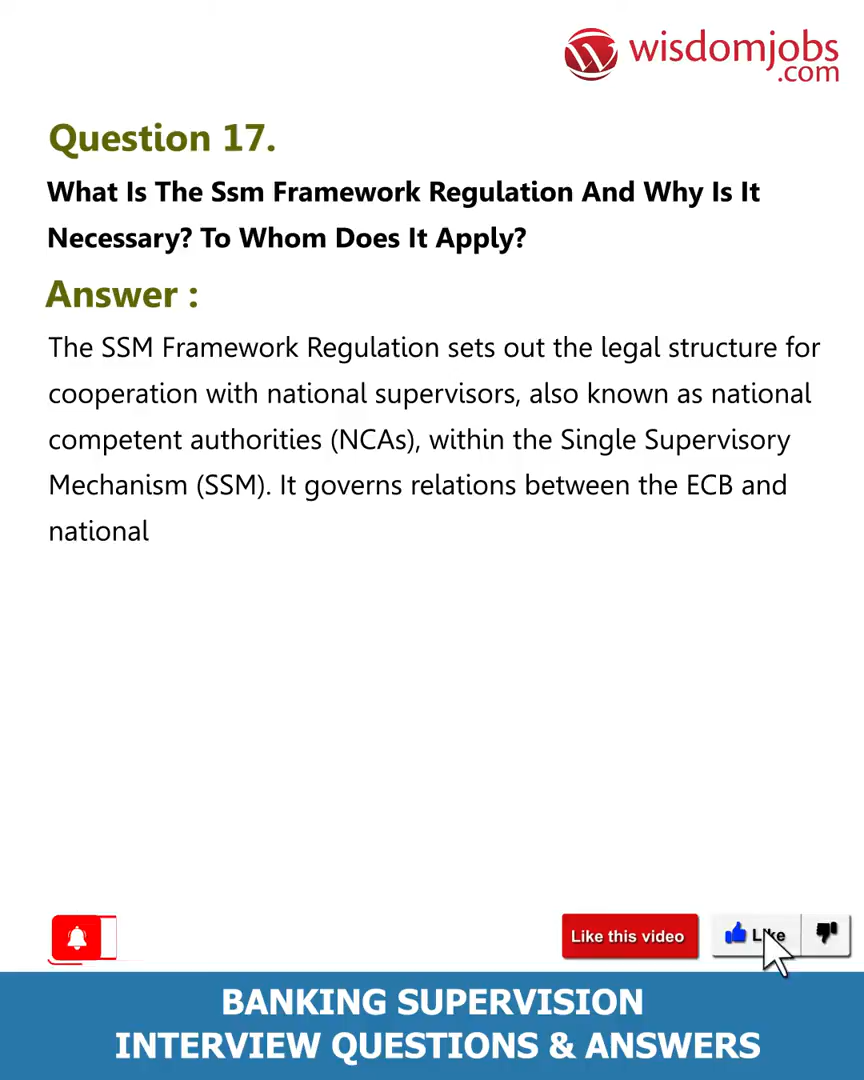 wisdomjobs
.com
Question 17.
What Is The Ssm Framework Regulation And Why Is It
Necessary? To Whom Does It Apply?
Answer :
The SSM Framework Regulation sets out the legal structure for
cooperation with national supervisors, also known as national
competent authorities (NCAs), within the Single Supervisory
Mechanism (SSM). It governs relations between the ECB and
national
Like this video
Like
BANKING SUPERVISION
INTERVIEW QUESTIONS & ANSWERS